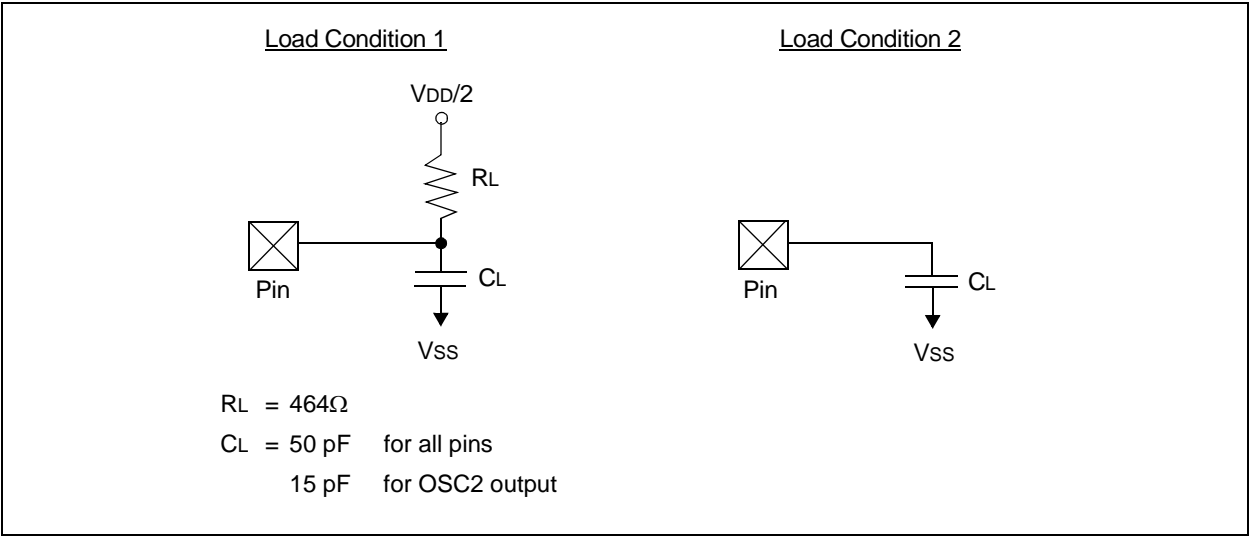 Load Condition 1
Load Condition 2
VDD/2
RL
Pin
CL
VSS
Pin
CL
VSS
RL = 464Ω
CL = 50 pF for all pins
15 pF for OSC2 output